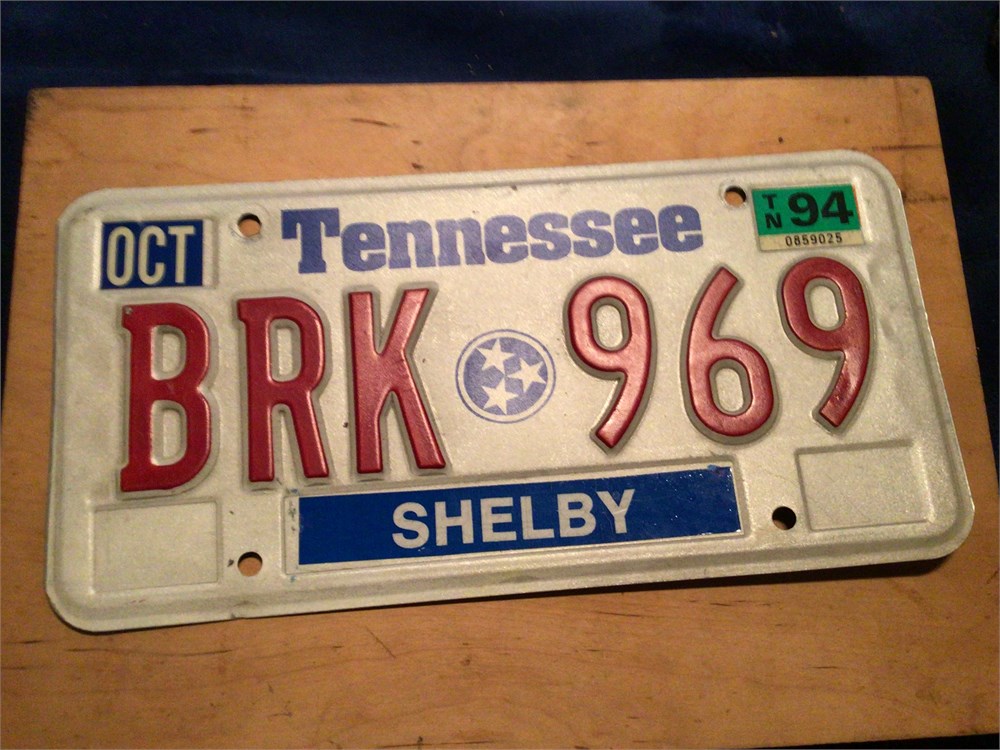 OCT Tennessee TN 94
0859025
BRK 969
SHELBY